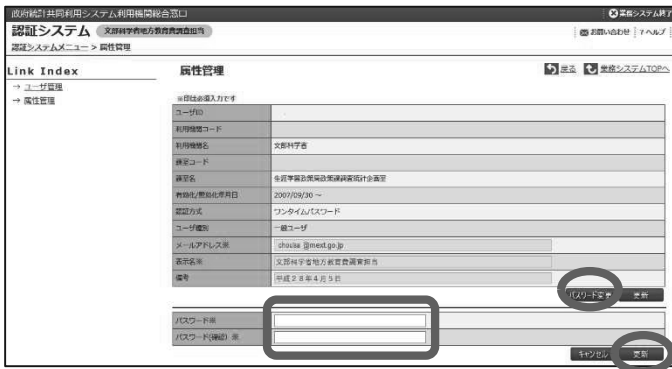 政府統計共同利用システム利用機関総合窓口
業務システム終了
認証システム 文部科学省地方教育費調査担当
お問い合わせ ヘルプ
認証システムメニュー > 属性管理
Link Index
→ ユーザ管理
→ 属性管理
属性管理
戻る 業務システムTOPへ
※印は必須入力です
ユーザID
利用機関コード
利用機関名 文部科学省
課室コード
課室名 生涯学習政策局政策課調査統計企画室
有効化/無効化年月日 2007/09/30 ～
認証方式 ワンタイムパスワード
ユーザ種別 一般ユーザ
メールアドレス※ chousa @mext.go.jp
表示名※ 文部科学省地方教育費調査担当
備考 平成28年4月5日
パスワード変更 更新
パスワード※
パスワード(確認) ※
キャンセル 更新